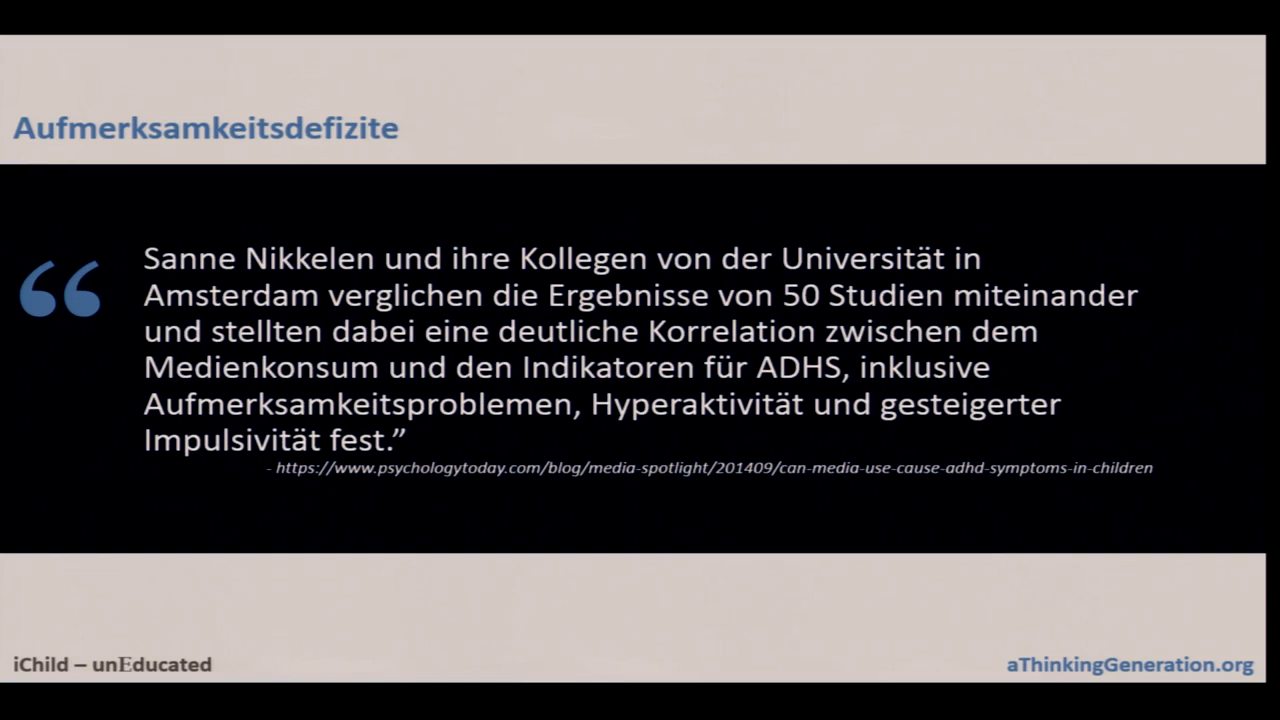 Aufmerksamkeitsdefizite
“
Sanne Nikkelen und ihre Kollegen von der Universität in
Amsterdam verglichen die Ergebnisse von 50 Studien miteinander
und stellten dabei eine deutliche Korrelation zwischen dem
Medienkonsum und den Indikatoren für ADHS, inklusive
Aufmerksamkeitsproblemen, Hyperaktivität und gesteigerter
Impulsivität fest.”
- https://www.psychologytoday.com/blog/media-spotlight/201409/can-media-use-cause-adhd-symptoms-in-children
iChild – unEducated
aThinkingGeneration.org